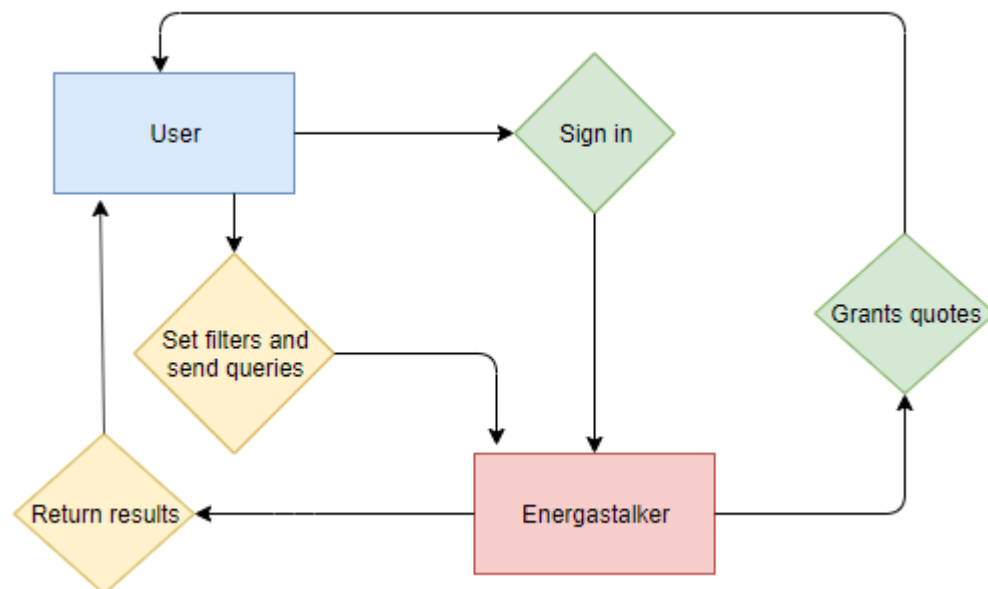 User
Sign in
Grants quotes
Set filters and
send queries
Return results
Energastalker